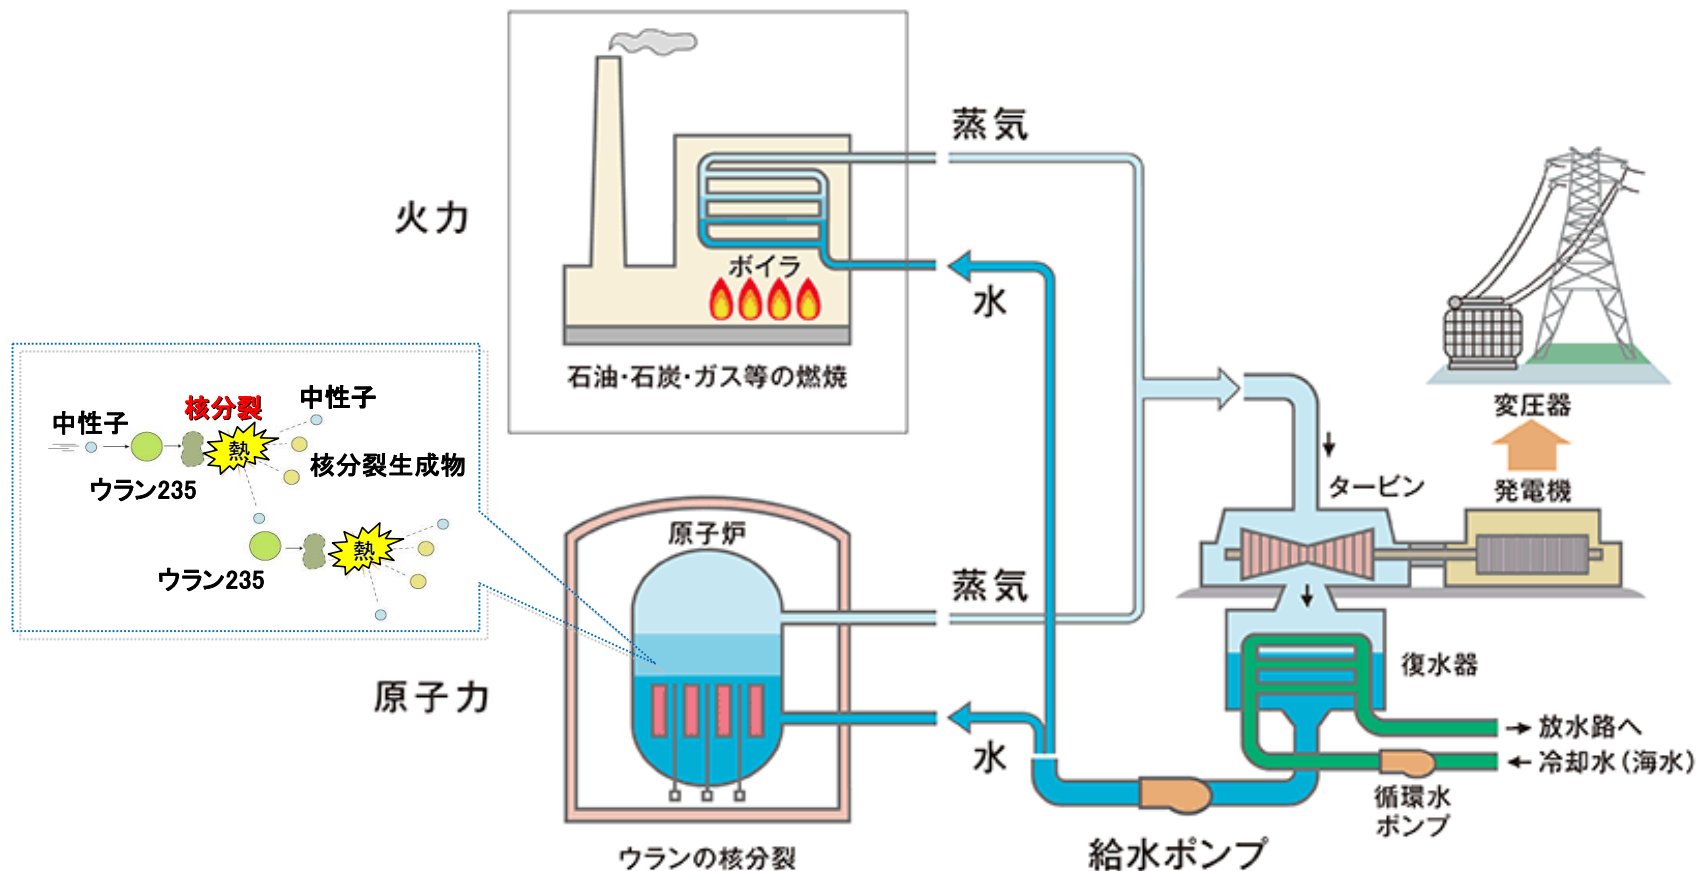 蒸気
火力
ボイラ
水
石油・石炭・ガス等の燃焼
中性子
核分裂
中性子
熱
核分裂生成物
ウラン235
熱
ウラン235
変圧器
発電機
タービン
原子炉
蒸気
原子力
水
復水器
放水路へ
冷却水(海水)
循環水
ポンプ
給水ポンプ
ウランの核分裂